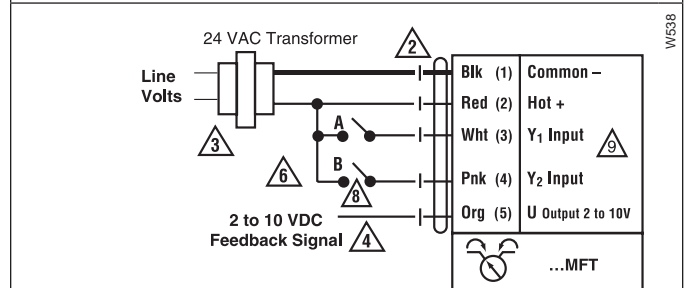 W538
24 VAC Transformer
2
Line
Volts
3
Blk (1) Common –
Red (2) Hot +
A
Wht (3) Y1 Input
9
B
6
8
Pnk (4) Y2 Input
2 to 10 VDC
Feedback Signal
4
Org (5) U Output 2 to 10V
...MFT